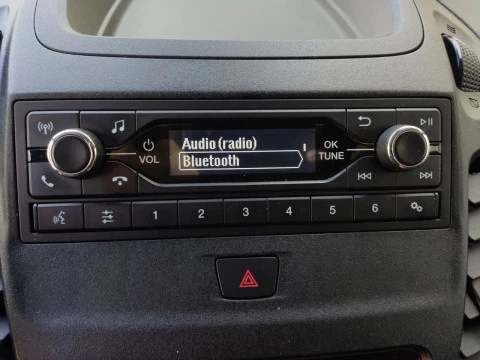 Audio (radio)
Bluetooth
VOL
OK
TUNE
1 2 3 4 5 6